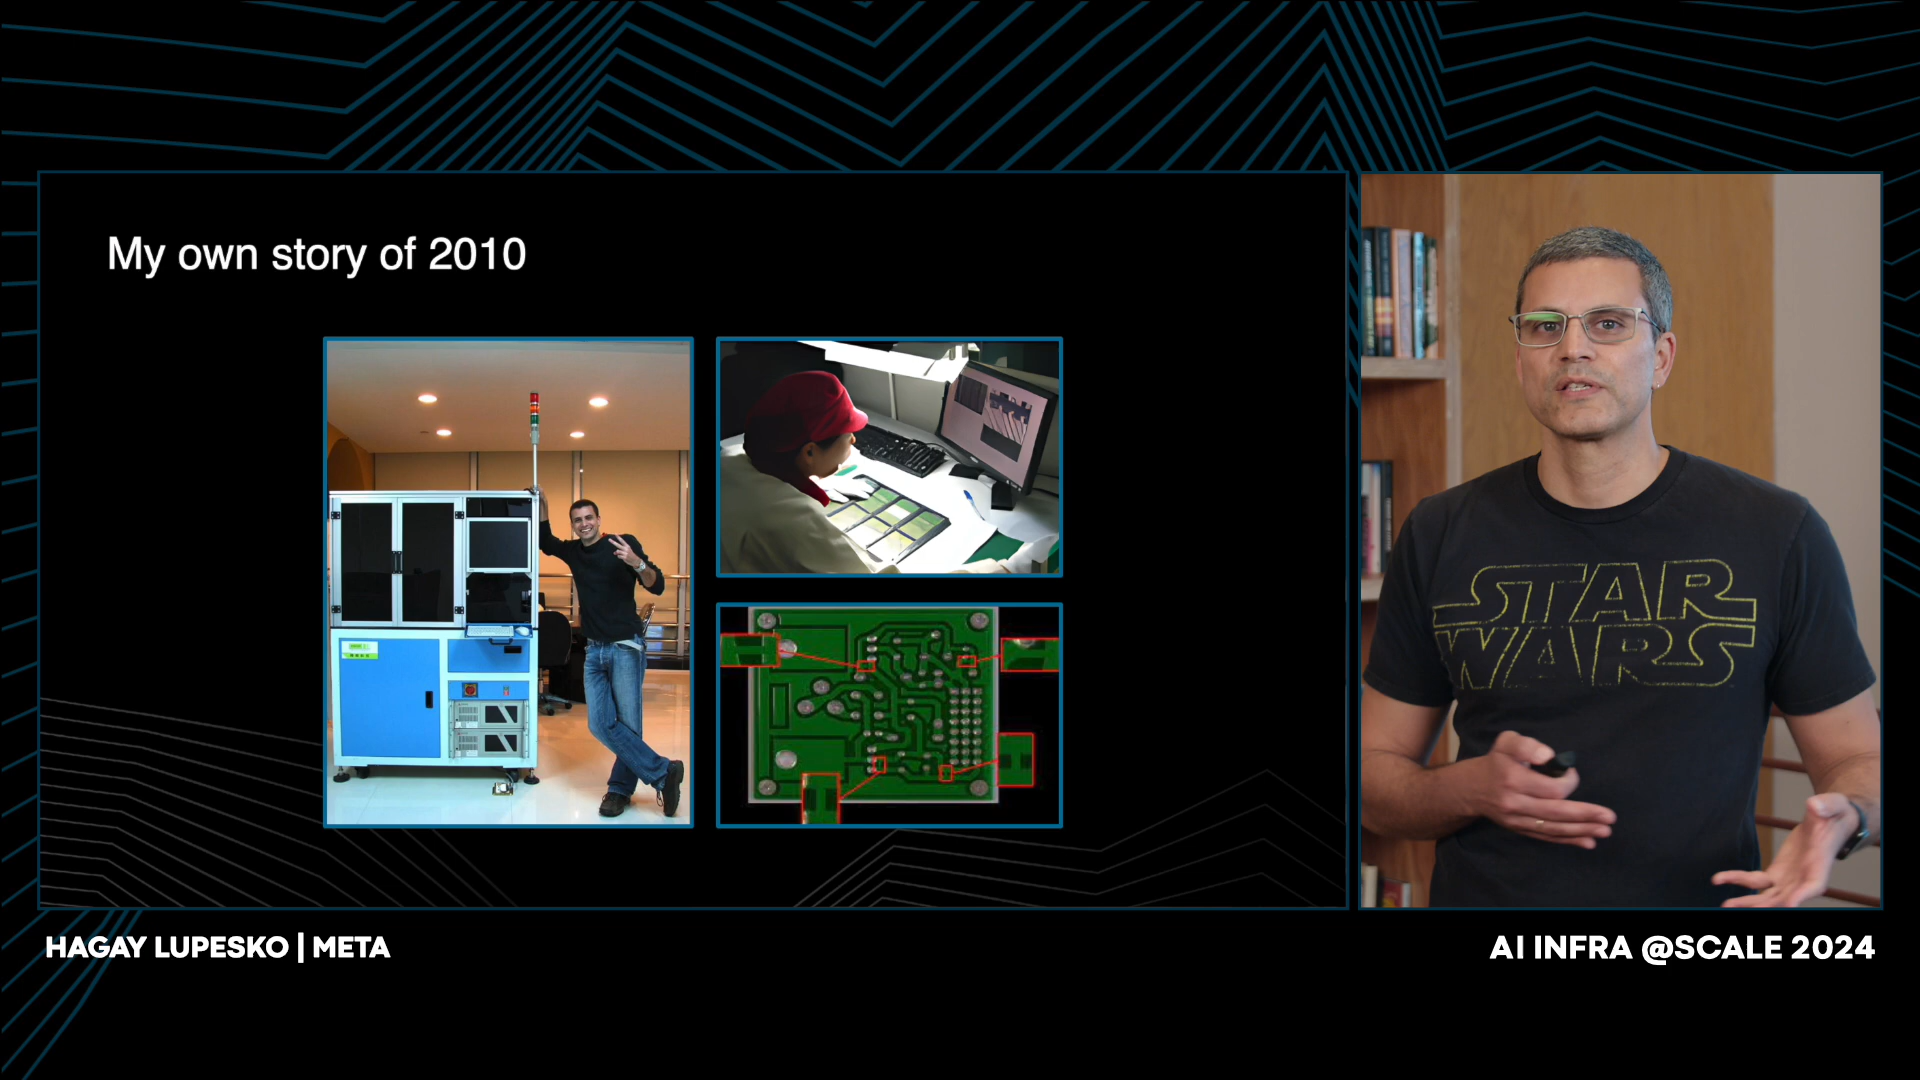 My own story of 2010
STAR
WARS
HAGAY LUPESKO | META
AI INFRA @SCALE 2024